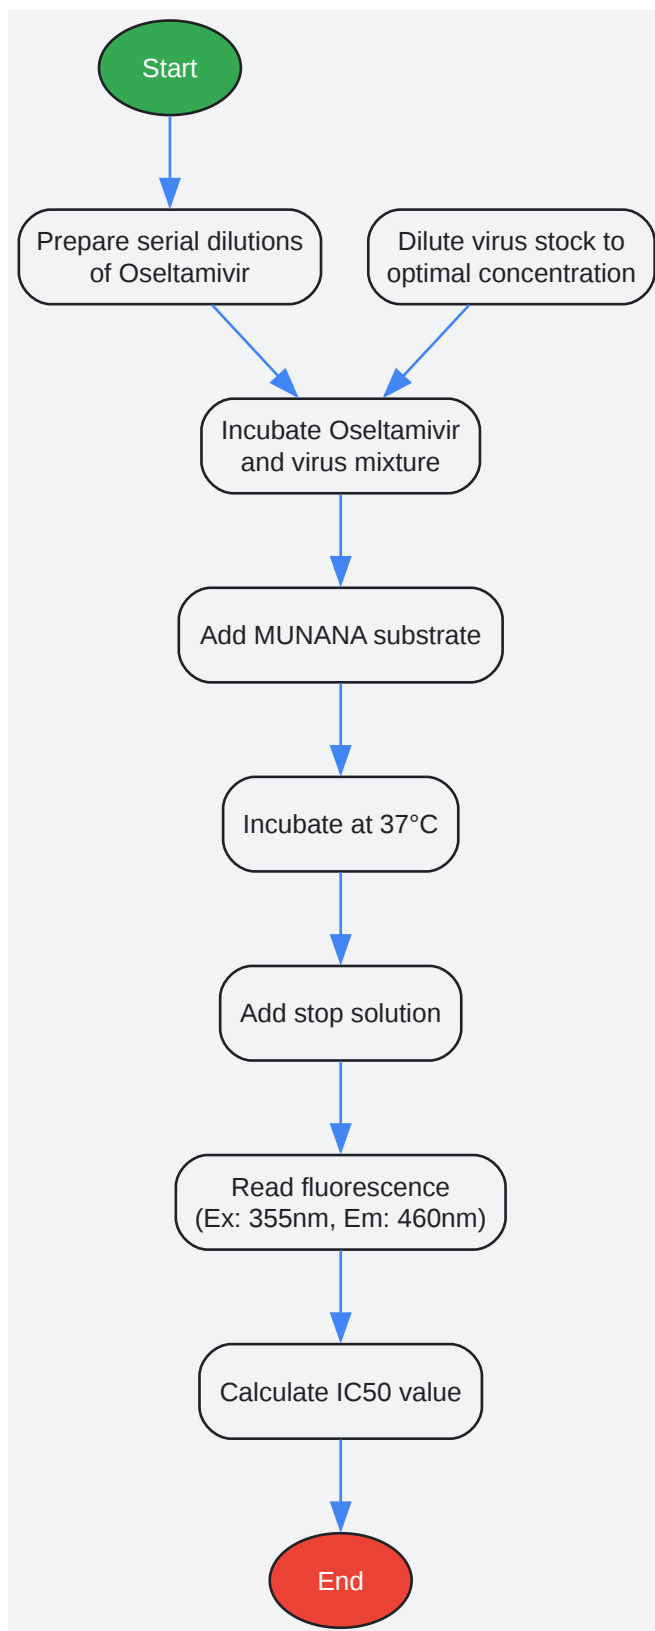 Start
Prepare serial dilutions
of Oseltamivir
Dilute virus stock to
optimal concentration
Incubate Oseltamivir
and virus mixture
Add MUNANA substrate
Incubate at 37°C
Add stop solution
Read fluorescence
(Ex: 355nm, Em: 460nm)
Calculate IC50 value
End